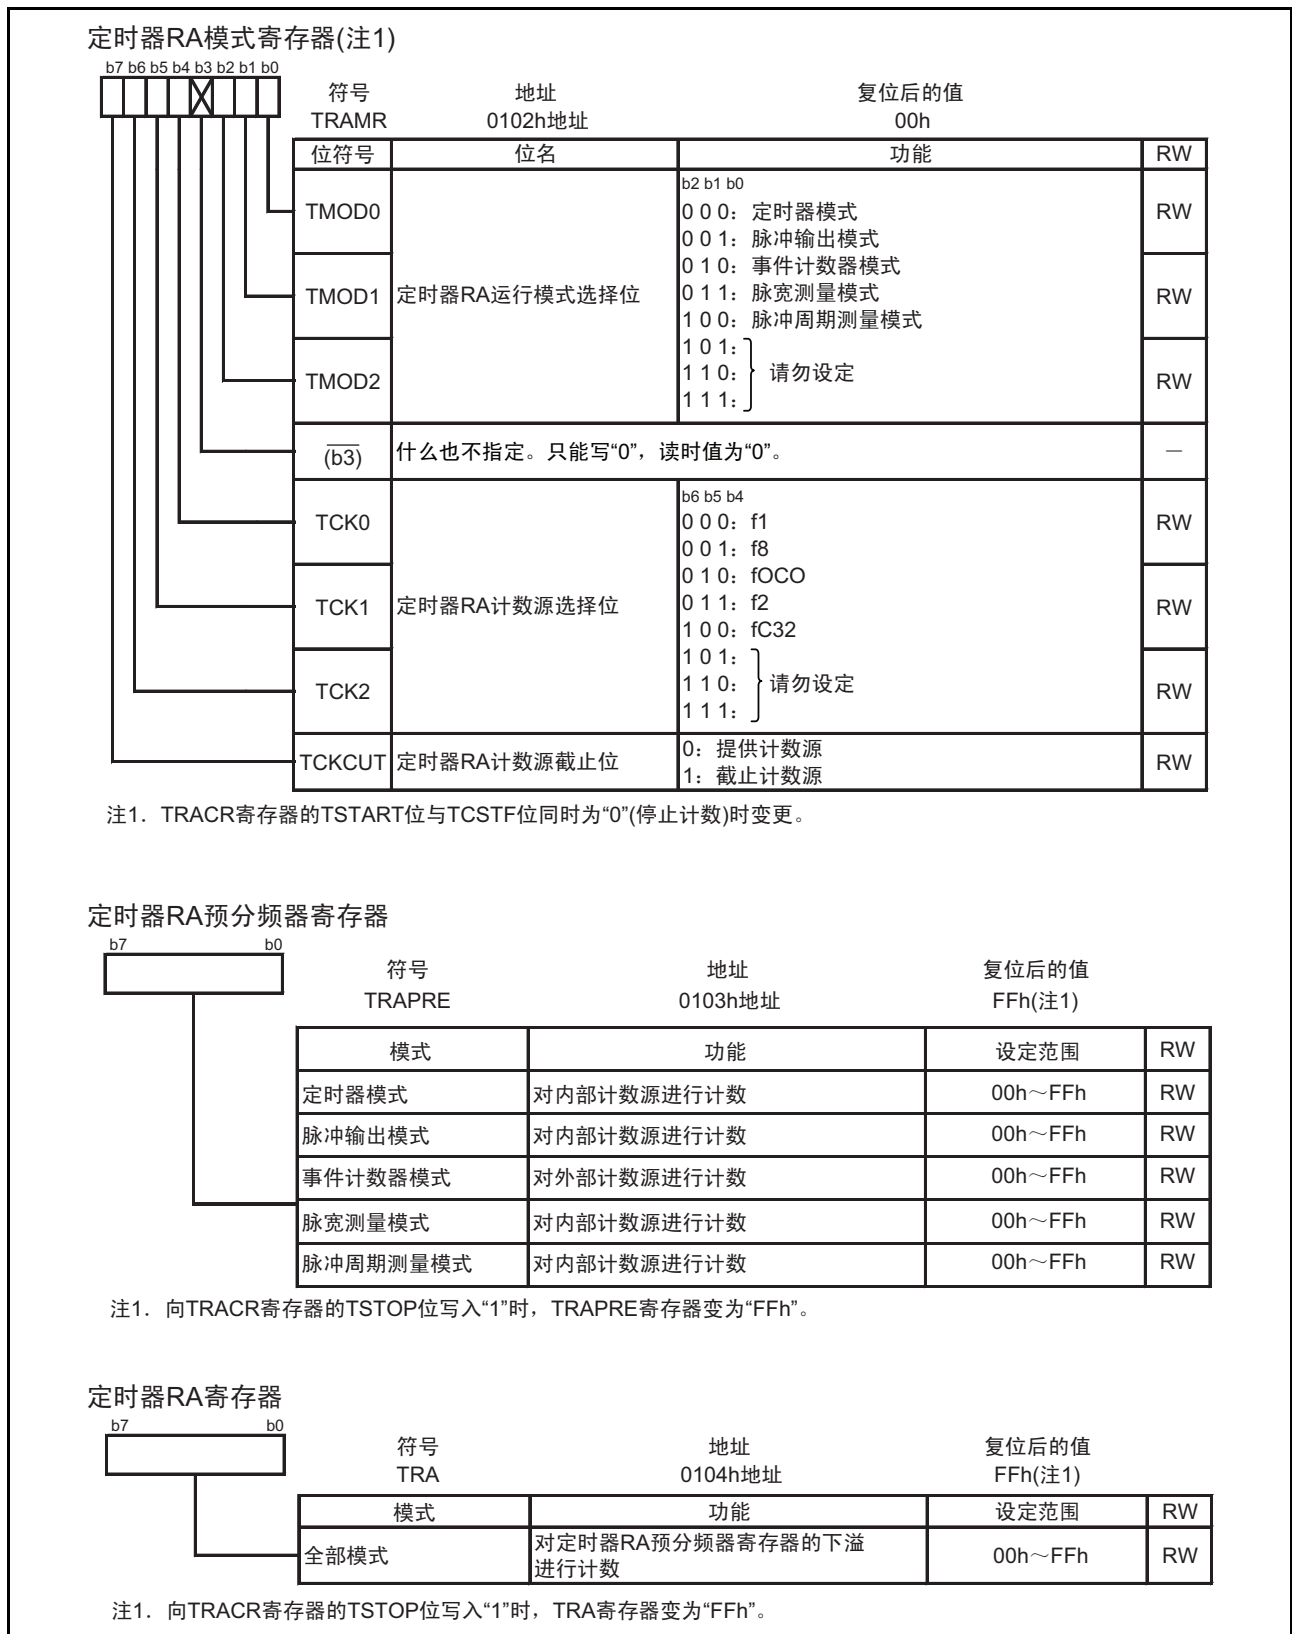 定时器RA模式寄存器(注1)
b7 b6 b5 b4 b3 b2 b1 b0
符号 地址 复位后的值
TRAMR 0102h地址 00h
位符号 位名 功能 RW
TMOD0 RW
TMOD1 定时器RA运行模式选择位 RW
TMOD2 RW
b2 b1 b0
0 0 0：定时器模式
0 0 1：脉冲输出模式
0 1 0：事件计数器模式
0 1 1：脉宽测量模式
1 0 0：脉冲周期测量模式
1 0 1：
1 1 0： 请勿设定
1 1 1：
(b3) 什么也不指定。只能写“0”，读时值为“0”。 —
TCK0 RW
TCK1 定时器RA计数源选择位 RW
TCK2 RW
b6 b5 b4
0 0 0：f1
0 0 1：f8
0 1 0：fOCO
0 1 1：f2
1 0 0：fC32
1 0 1：
1 1 0： 请勿设定
1 1 1：
TCKCUT 定时器RA计数源截止位 RW
0：提供计数源
1：截止计数源
注1．TRACR寄存器的TSTART位与TCSTF位同时为“0”(停止计数)时变更。
定时器RA预分频器寄存器
b7 b0
符号 地址 复位后的值
TRAPRE 0103h地址 FFh(注1)
模式 功能 设定范围 RW
定时器模式 对内部计数源进行计数 00h～FFh RW
脉冲输出模式 对内部计数源进行计数 00h～FFh RW
事件计数器模式 对外部计数源进行计数 00h～FFh RW
脉宽测量模式 对内部计数源进行计数 00h～FFh RW
脉冲周期测量模式 对内部计数源进行计数 00h～FFh RW
注1．向TRACR寄存器的TSTOP位写入“1”时，TRAPRE寄存器变为“FFh”。
定时器RA寄存器
b7 b0
符号 地址 复位后的值
TRA 0104h地址 FFh(注1)
模式 功能 设定范围 RW
全部模式 对定时器RA预分频器寄存器的下溢 00h～FFh RW
进行计数
注1．向TRACR寄存器的TSTOP位写入“1”时，TRA寄存器变为“FFh”。